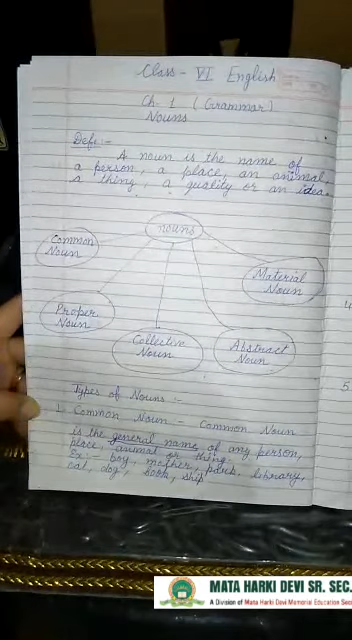 Class - VI English
Ch. 1 (Grammar)
Nouns
Def:-
A noun is the name of
a person, a place, an animal,
a thing, a quality or an idea.
nouns
Common
Noun
Material
Noun
Proper
Noun
Collective
Noun
Abstract
Noun
Types of Nouns :-
1. Common Noun - Common Noun
is the general name of any person,
place, animal or thing.
Ex:- boy, mother, park, library,
cat, dog, book, ship
4
5
MATA HARKI DEVI SR. SEC.
A Division of Mata Harki Devi Memorial Education Soc